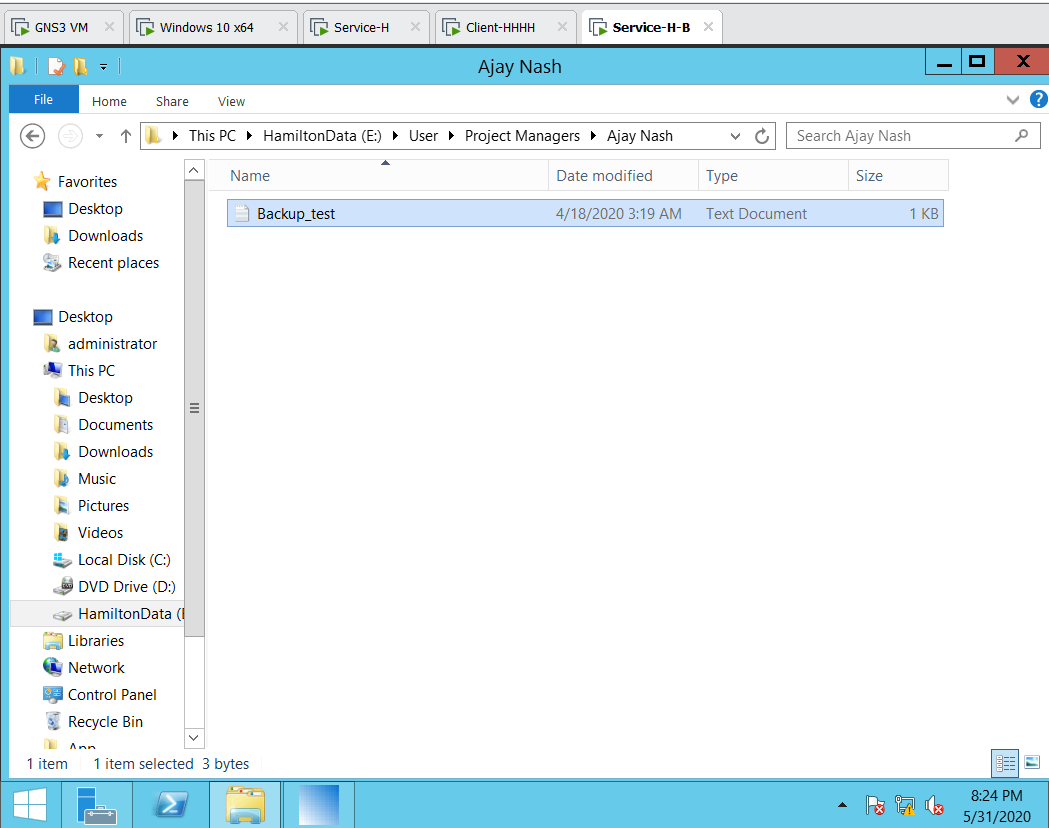 GNS3 VM Windows 10 x64 Service-H Client-HHHH Service-H-B
Ajay Nash
File Home Share View
This PC HamiltonData (E:) User Project Managers Ajay Nash Search Ajay Nash
Favorites
Desktop
Downloads
Recent places
Desktop
administrator
This PC
Desktop
Documents
Downloads
Music
Pictures
Videos
Local Disk (C:)
DVD Drive (D:)
HamiltonData (
Libraries
Network
Control Panel
Recycle Bin
App
Name Date modified Type Size
Backup_test 4/18/2020 3:19 AM Text Document 1 KB
1 item 1 item selected 3 bytes
8:24 PM
5/31/2020